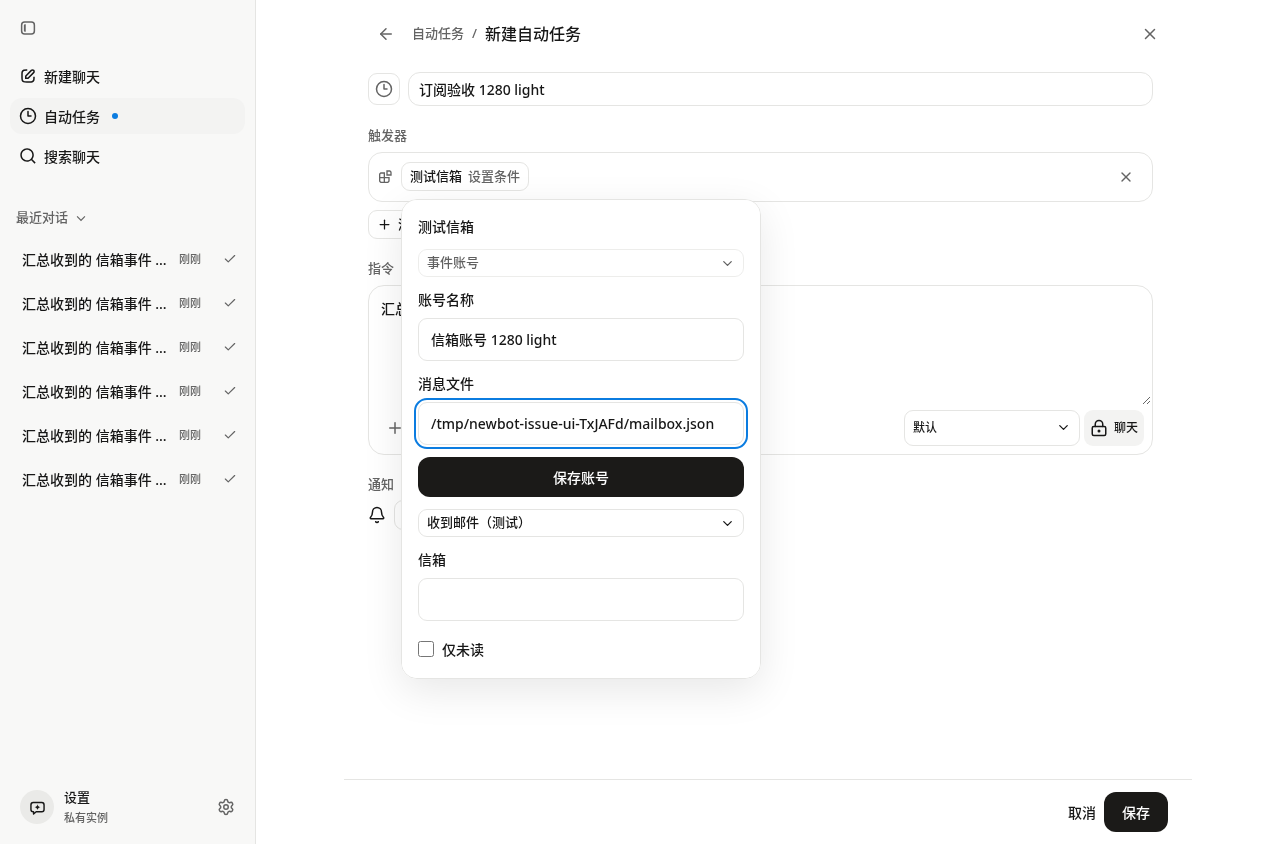 自动任务 / 新建自动任务
新建聊天
自动任务
搜索聊天
最近对话
汇总收到的 信箱事件 ... 刚刚
汇总收到的 信箱事件 ... 刚刚
汇总收到的 信箱事件 ... 刚刚
汇总收到的 信箱事件 ... 刚刚
汇总收到的 信箱事件 ... 刚刚
汇总收到的 信箱事件 ... 刚刚
设置
私有实例
订阅验收 1280 light
触发器
测试信箱 设置条件
指令
汇总
测试信箱
事件账号
账号名称
信箱账号 1280 light
消息文件
/tmp/newbot-issue-ui-TxJAFd/mailbox.json
保存账号
收到邮件（测试）
信箱
仅未读
默认
聊天
通知
取消
保存